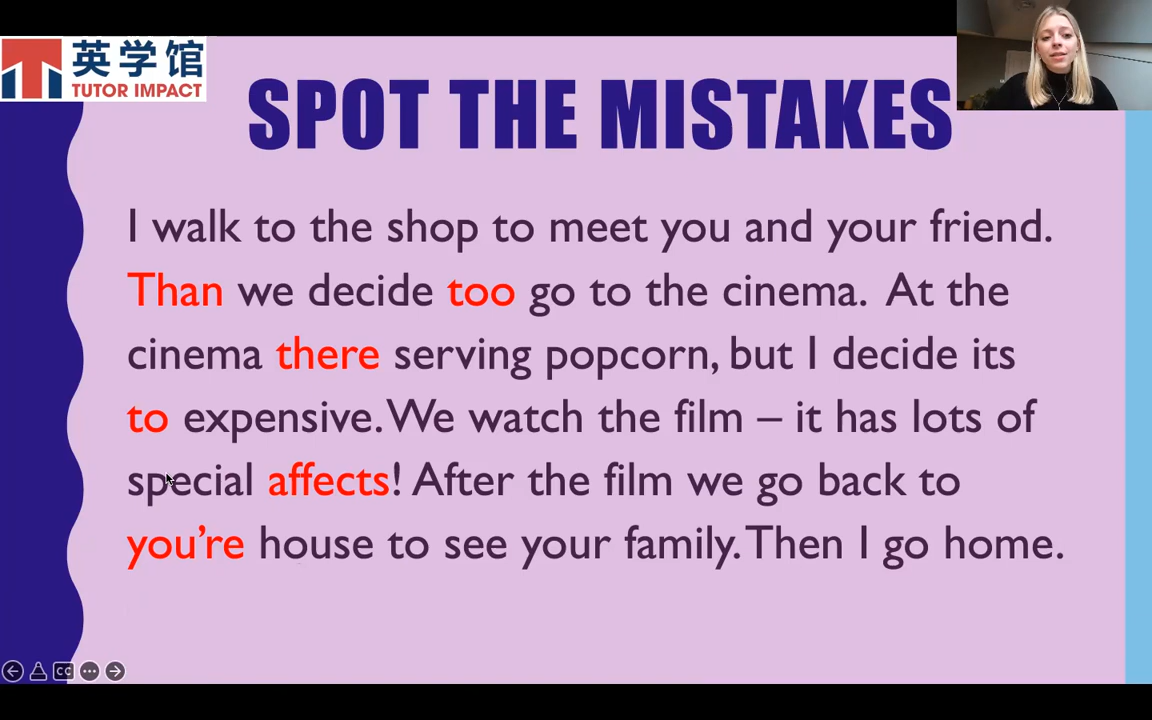 英学馆
TUTOR IMPACT
SPOT THE MISTAKES
I walk to the shop to meet you and your friend.
Than we decide too go to the cinema. At the
cinema there serving popcorn, but I decide its
to expensive. We watch the film – it has lots of
special affects! After the film we go back to
you're house to see your family. Then I go home.
CC